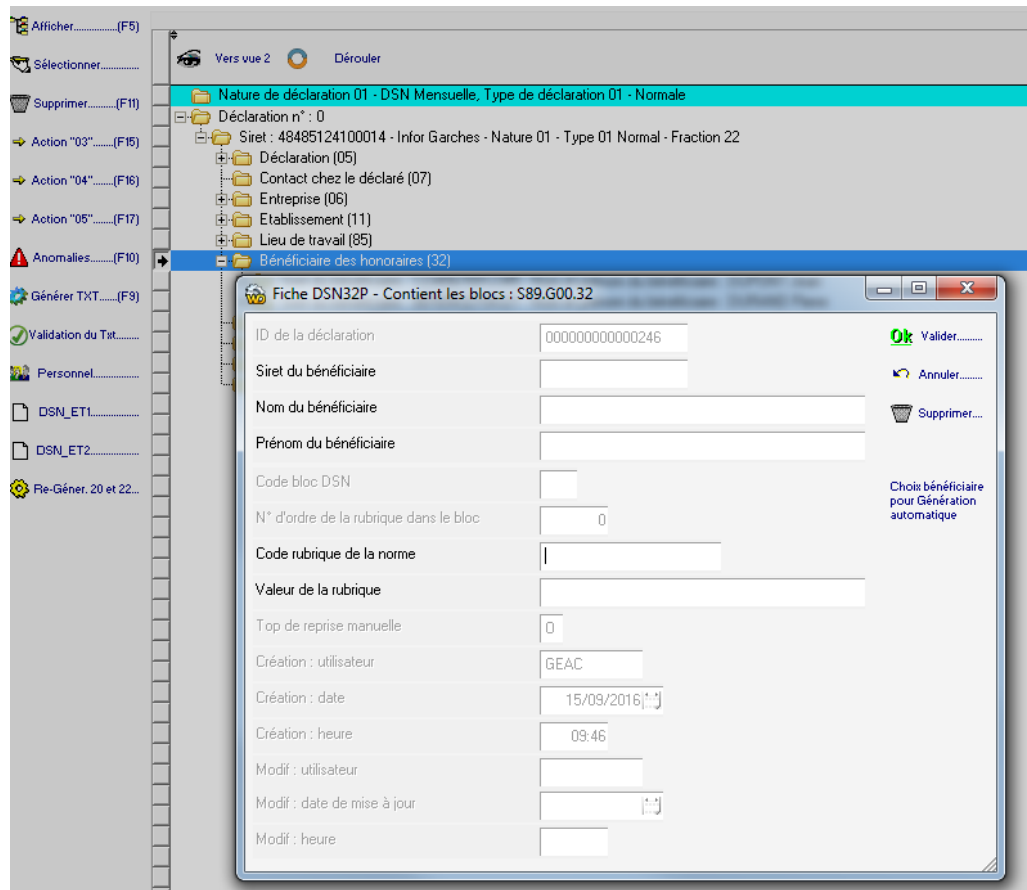 Afficher................(F5)
Sélectionner..............
Supprimer..........(F11)
Action "03"........(F15)
Action "04".......(F16)
Action "05".......(F17)
Anomalies........(F10)
Générer TXT......(F9)
Validation du Txt........
Personnel.................
DSN_ET1.................
DSN_ET2.................
Re-Géner. 20 et 22...
Vers vue 2 Dérouler
Nature de déclaration 01 - DSN Mensuelle, Type de déclaration 01 - Normale
Déclaration n° : 0
Siret : 48485124100014 - Infor Garches - Nature 01 - Type 01 Normal - Fraction 22
Déclaration (05)
Contact chez le déclaré (07)
Entreprise (06)
Etablissement (11)
Lieu de travail (85)
Bénéficiaire des honoraires (32)
Fiche DSN32P - Contient les blocs : S89.G00.32
ID de la déclaration 000000000000246
Siret du bénéficiaire
Nom du bénéficiaire
Prénom du bénéficiaire
Code bloc DSN
N° d'ordre de la rubrique dans le bloc 0
Code rubrique de la norme
Valeur de la rubrique
Top de reprise manuelle O
Création : utilisateur GEAC
Création : date 15/09/2016
Création : heure 09:46
Modif : utilisateur
Modif : date de mise à jour
Modif : heure
Ok Valider.........
Annuler.........
Supprimer....
Choix bénéficiaire
pour Génération
automatique